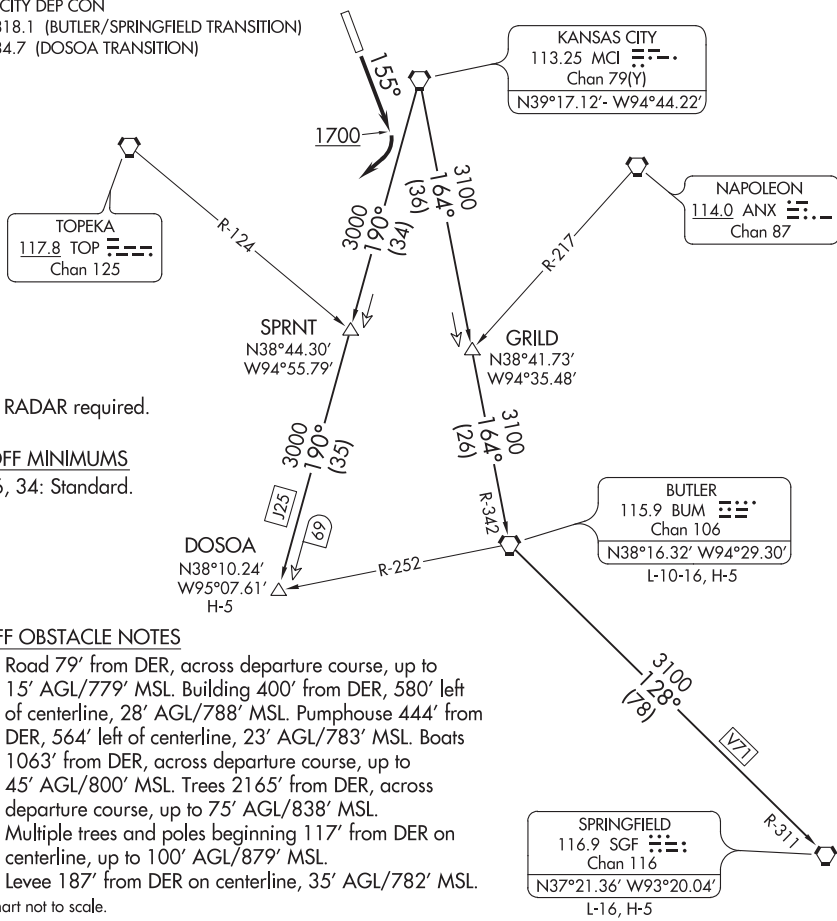 CITY DEP CON
318.1 (BUTLER/SPRINGFIELD TRANSITION)
34.7 (DOSOA TRANSITION)
155°
1700
KANSAS CITY
113.25 MCI
Chan 79(Y)
N39°17.12'- W94°44.22'
TOPEKA
117.8 TOP
Chan 125
R-124
3000
190°
(34)
3100
164°
(36)
NAPOLEON
114.0 ANX
Chan 87
R-217
SPRNT
N38°44.30'
W94°55.79'
GRILD
N38°41.73'
W94°35.48'
RADAR required.
OFF MINIMUMS
6, 34: Standard.
3000
190°
(35)
J25
69
3100
164°
(26)
R-342
DOSOA
N38°10.24'
W95°07.61'
H-5
R-252
BUTLER
115.9 BUM
Chan 106
N38°16.32' W94°29.30'
L-10-16, H-5
FF OBSTACLE NOTES
Road 79' from DER, across departure course, up to
15' AGL/779' MSL. Building 400' from DER, 580' left
of centerline, 28' AGL/788' MSL. Pumphouse 444' from
DER, 564' left of centerline, 23' AGL/783' MSL. Boats
1063' from DER, across departure course, up to
45' AGL/800' MSL. Trees 2165' from DER, across
departure course, up to 75' AGL/838' MSL.
Multiple trees and poles beginning 117' from DER on
centerline, up to 100' AGL/879' MSL.
Levee 187' from DER on centerline, 35' AGL/782' MSL.
hart not to scale.
3100
128°
(78)
V71
R-311
SPRINGFIELD
116.9 SGF
Chan 116
N37°21.36' W93°20.04'
L-16, H-5